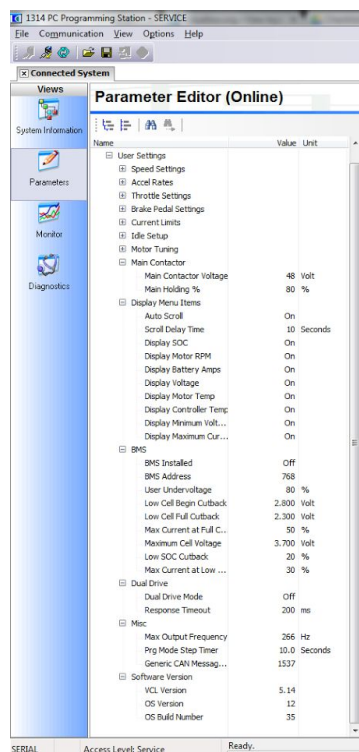 1314 PC Programming Station - SERVICE
File Communication View Options Help
Connected System
Views
System Information
Parameters
Monitor
Diagnostics
Parameter Editor (Online)
Name Value Unit
User Settings
Speed Settings
Accel Rates
Throttle Settings
Brake Pedal Settings
Current Limits
Idle Setup
Motor Tuning
Main Contactor
Main Contactor Voltage 48 Volt
Main Holding % 80 %
Display Menu Items
Auto Scroll On
Scroll Delay Time 10 Seconds
Display SOC On
Display Motor RPM On
Display Battery Amps On
Display Voltage On
Display Motor Temp On
Display Controller Temp On
Display Minimum Volt... On
Display Maximum Cur... On
BMS
BMS Installed Off
BMS Address 768
User Undervoltage 80 %
Low Cell Begin Cutback 2.800 Volt
Low Cell Full Cutback 2.300 Volt
Max Current at Full C... 50 %
Maximum Cell Voltage 3.700 Volt
Low SOC Cutback 20 %
Max Current at Low ... 30 %
Dual Drive
Dual Drive Mode Off
Response Timeout 200 ms
Misc
Max Output Frequency 266 Hz
Prg Mode Step Timer 10.0 Seconds
Generic CAN Messag... 1537
Software Version
VCL Version 5.14
OS Version 12
OS Build Number 35
SERIAL Access Level: Service Ready.